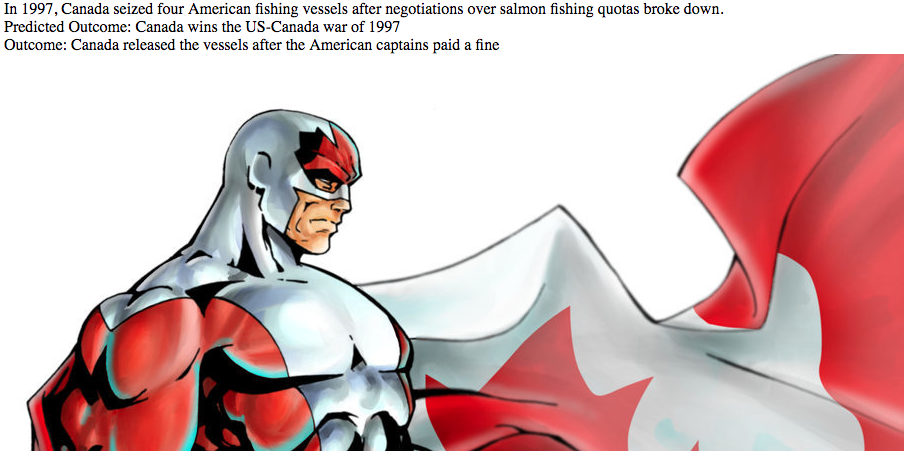 In 1997, Canada seized four American fishing vessels after negotiations over salmon fishing quotas broke down.
Predicted Outcome: Canada wins the US-Canada war of 1997
Outcome: Canada released the vessels after the American captains paid a fine